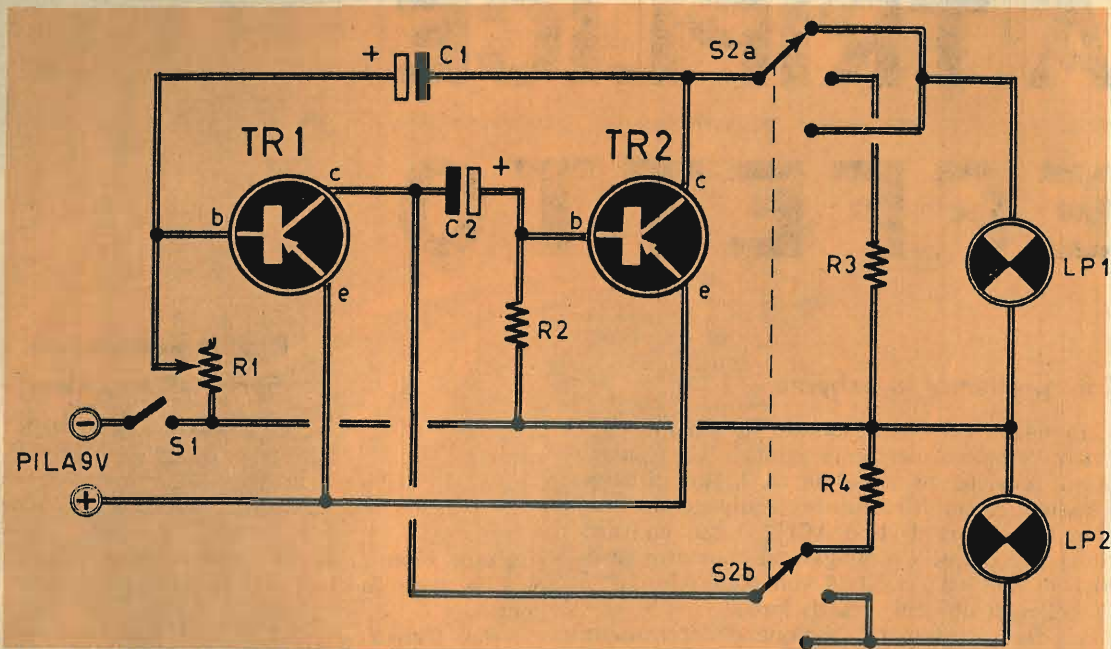 +
C1
S2a
TR1
TR2
c
+
c
b
C2
b
R3
LP1
e
e
R2
R1
-
S1
PILA9V
+
R4
LP2
S2b